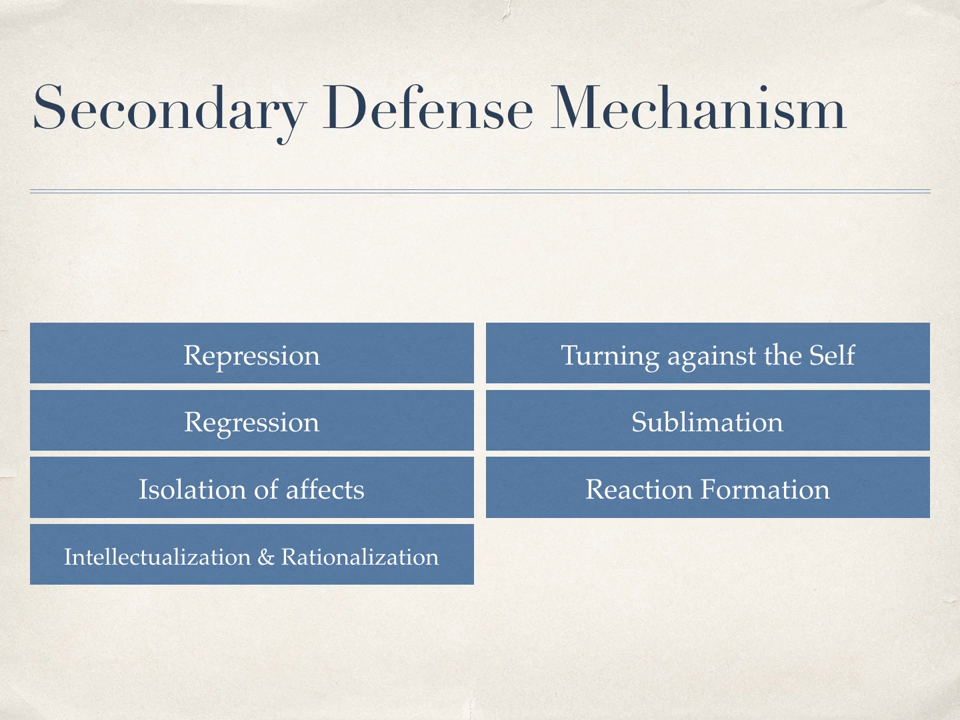 Secondary Defense Mechanism
Repression
Turning against the Self
Regression
Sublimation
Isolation of affects
Reaction Formation
Intellectualization & Rationalization